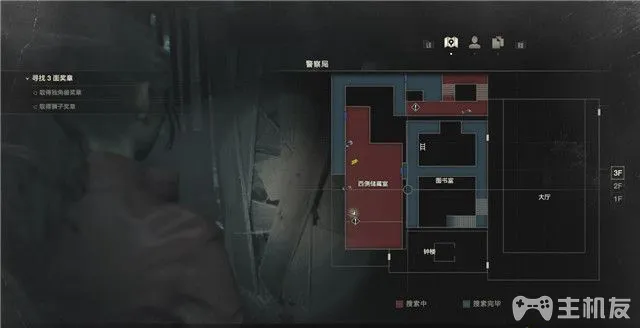 警察局
寻找 3 面奖章
取得独角兽奖章
取得狮子奖章
西侧储藏室
图书室
大厅
钟楼
3F
2F
1F
搜索中
搜索完毕
主机友